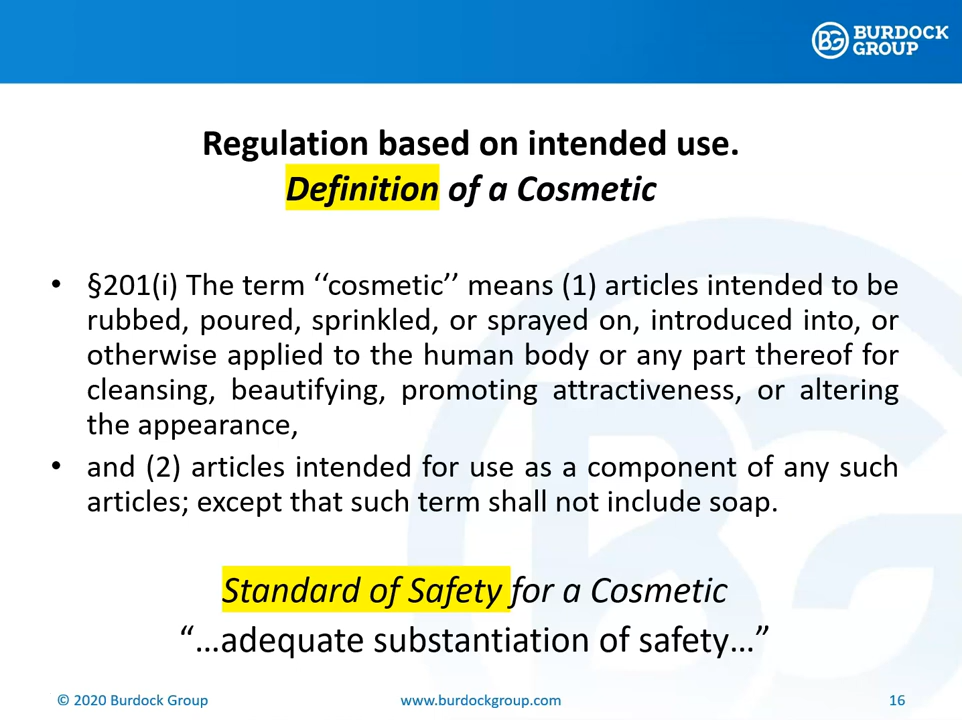 BURDOCK
GROUP
Regulation based on intended use.
Definition of a Cosmetic
• §201(i) The term ‘‘cosmetic’’ means (1) articles intended to be
rubbed, poured, sprinkled, or sprayed on, introduced into, or
otherwise applied to the human body or any part thereof for
cleansing, beautifying, promoting attractiveness, or altering
the appearance,
• and (2) articles intended for use as a component of any such
articles; except that such term shall not include soap.
Standard of Safety for a Cosmetic
“…adequate substantiation of safety…”
© 2020 Burdock Group www.burdockgroup.com 16